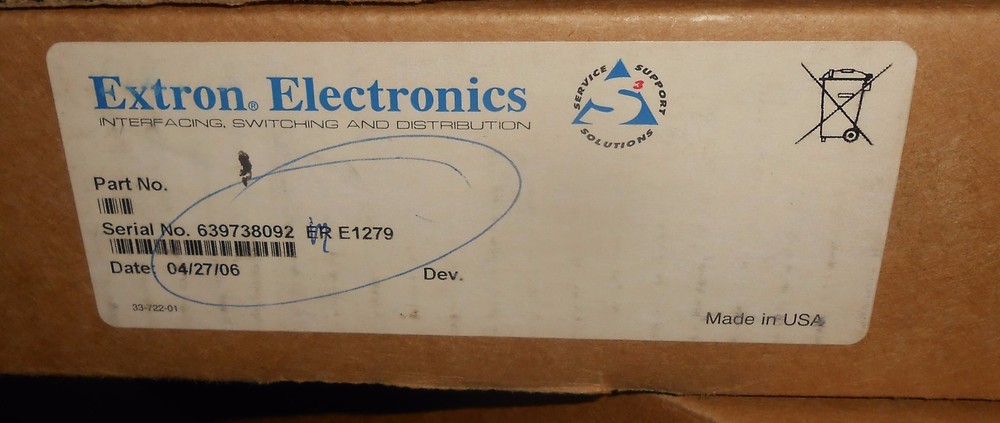 Extron® Electronics
INTERFACING, SWITCHING AND DISTRIBUTION
SERVICE SUPPORT SOLUTIONS
S3
Part No.
Serial No. 639738092 ER E1279
Date: 04/27/06
Dev.
33-722-01
Made in USA